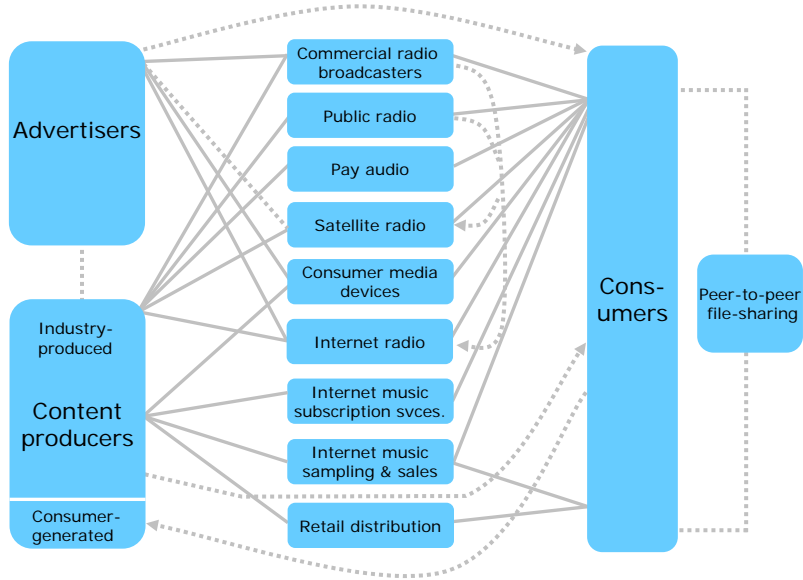 Advertisers
Industry-
produced
Content
producers
Consumer-
generated
Commercial radio
broadcasters
Public radio
Pay audio
Satellite radio
Consumer media
devices
Internet radio
Internet music
subscription svces.
Internet music
sampling & sales
Retail distribution
Cons-
umers
Peer-to-peer
file-sharing